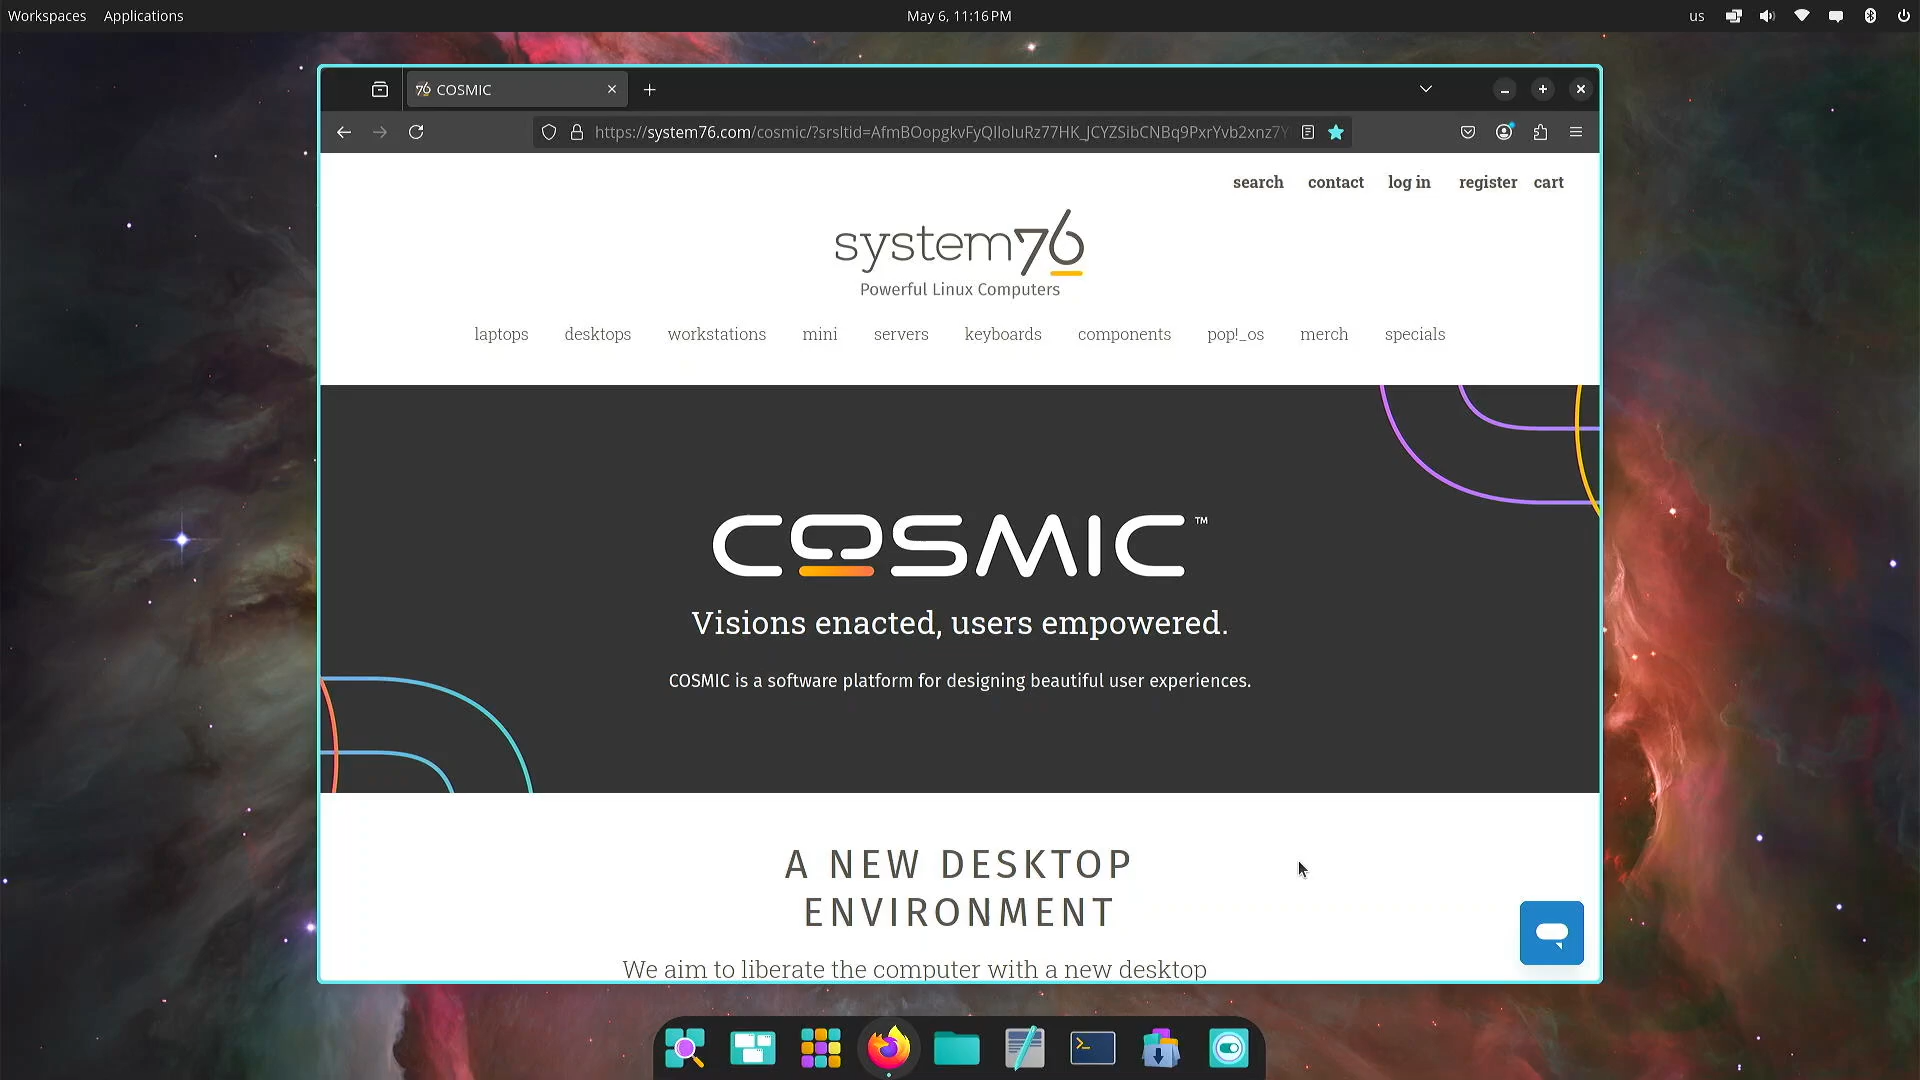 Workspaces Applications May 6, 11:16 PM us
76 COSMIC
https://system76.com/cosmic/?srsltid=AfmBOopgkvFyQIloIuRz77HK_JCYZSibCNBq9PxrYvb2xnz7Y
search contact log in register cart
system76
Powerful Linux Computers
laptops desktops workstations mini servers keyboards components pop!_os merch specials
COSMIC™
Visions enacted, users empowered.
COSMIC is a software platform for designing beautiful user experiences.
A NEW DESKTOP
ENVIRONMENT
We aim to liberate the computer with a new desktop